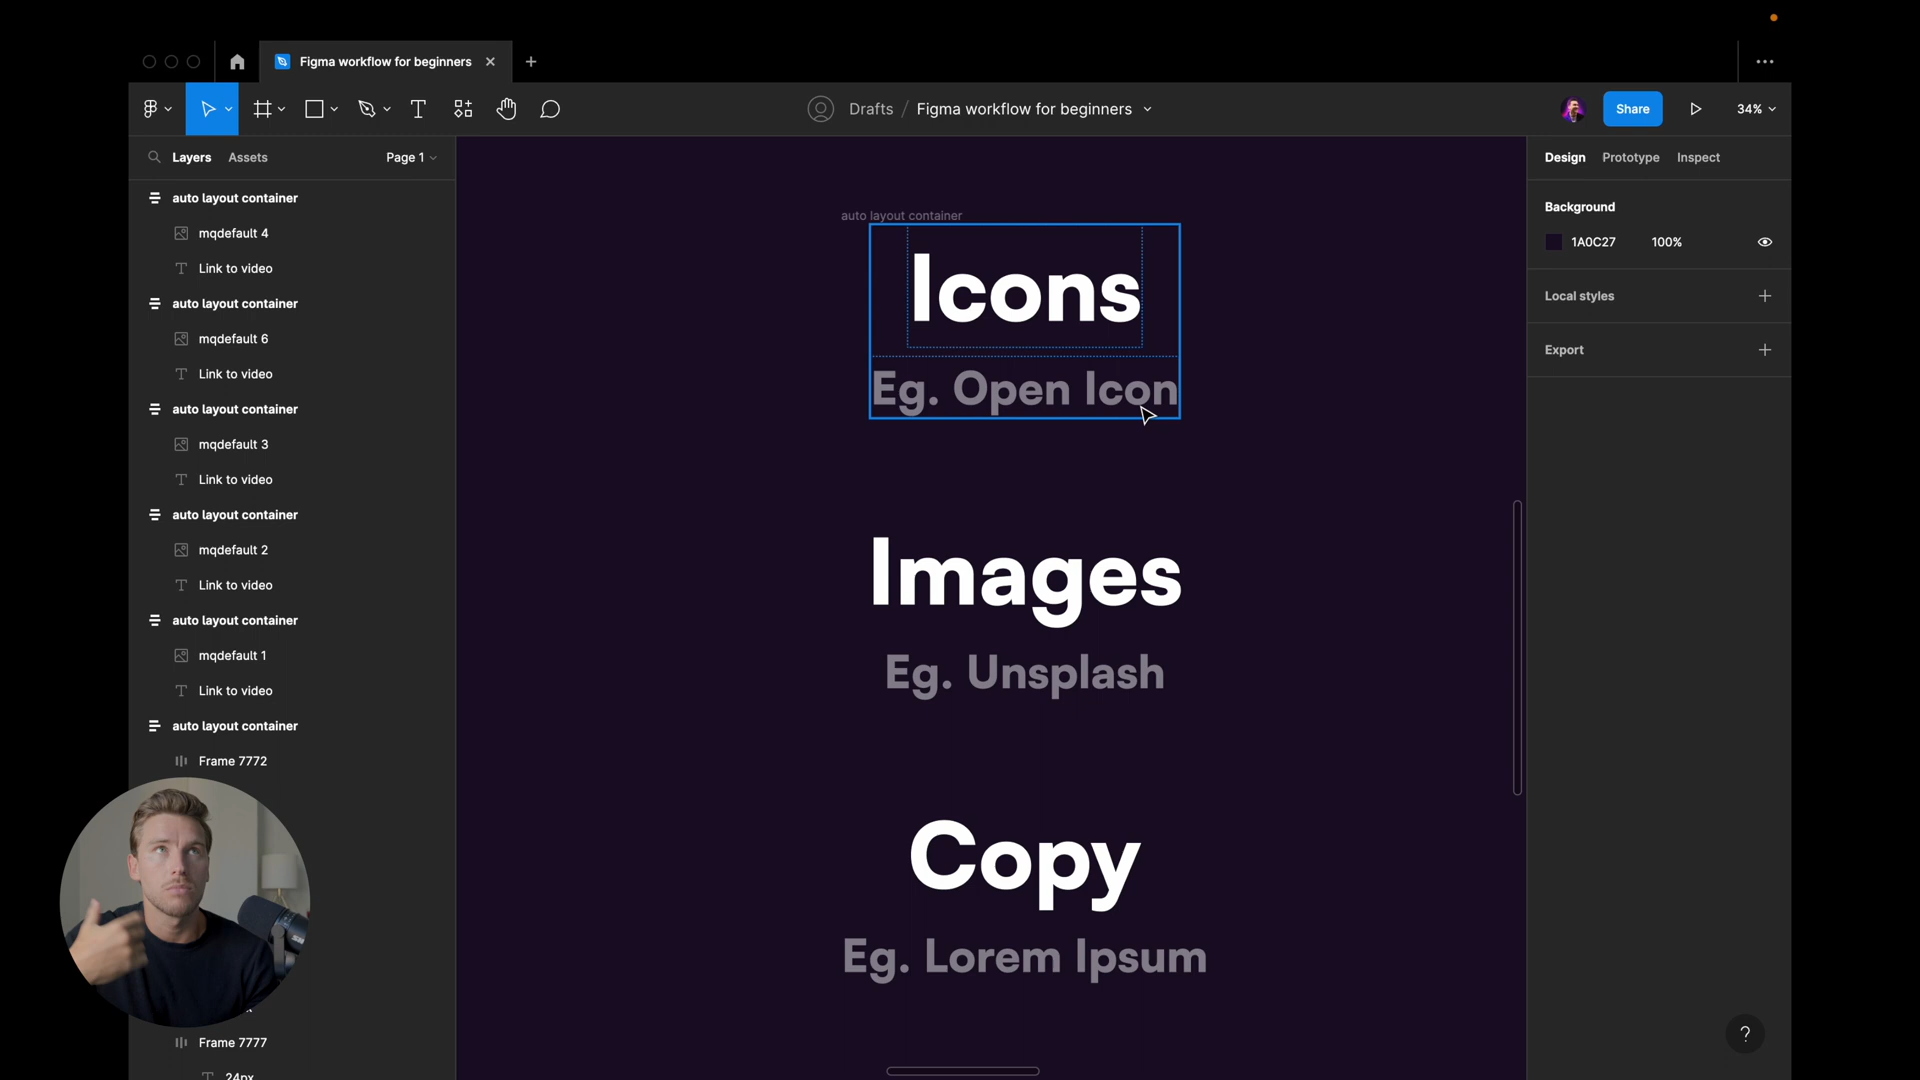 Figma workflow for beginners
Drafts / Figma workflow for beginners
Share
34%
Layers
Assets
Page 1
Design
Prototype
Inspect
auto layout container
mqdefault 4
Link to video
auto layout container
mqdefault 6
Link to video
auto layout container
mqdefault 3
Link to video
auto layout container
mqdefault 2
Link to video
auto layout container
mqdefault 1
Link to video
auto layout container
Frame 7772
Frame 7777
24px
auto layout container
Icons
Eg. Open Icon
Images
Eg. Unsplash
Copy
Eg. Lorem Ipsum
Background
1A0C27
100%
Local styles
Export
?